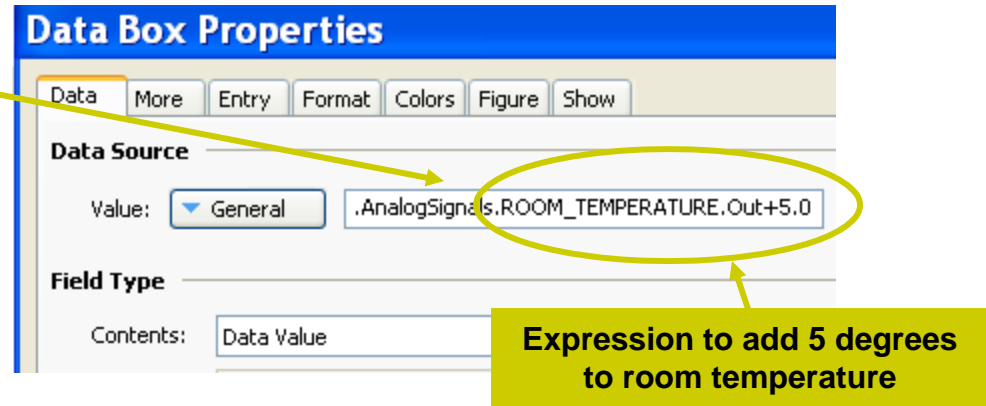 Data Box Properties
Data More Entry Format Colors Figure Show
Data Source
Value: General .AnalogSignals.ROOM_TEMPERATURE.Out+5.0
Field Type
Contents: Data Value
Expression to add 5 degrees
to room temperature